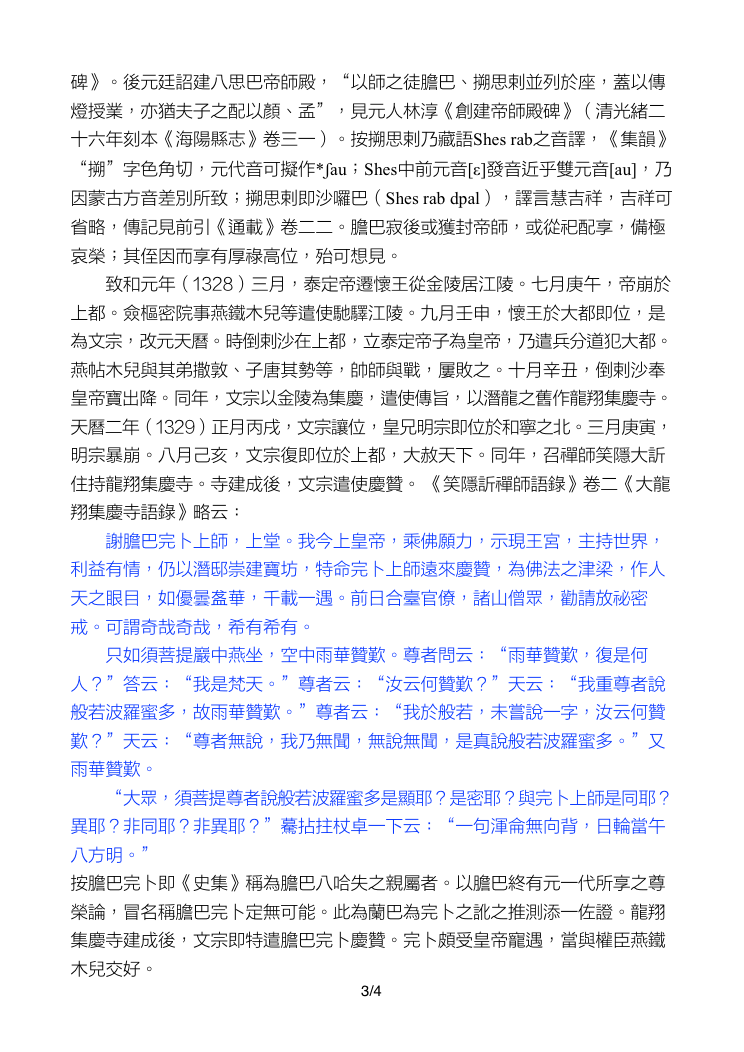 碑》。後元廷詔建八思巴帝師殿，“以師之徒膽巴、搠思剌並列於座，蓋以傳
燈授業，亦猶夫子之配以顏、孟”，見元人林淳《創建帝師殿碑》（清光緒二
十六年刻本《海陽縣志》卷三一）。按搠思剌乃藏語Shes rab之音譯，《集韻》
“搠”字色角切，元代音可擬作*ʃau；Shes中前元音[ε]發音近乎雙元音[au]，乃
因蒙古方音差別所致；搠思剌即沙囉巴（Shes rab dpal），譯言慧吉祥，吉祥可
省略，傳記見前引《通載》卷二二。膽巴寂後或獲封帝師，或從祀配享，備極
哀榮；其侄因而享有厚祿高位，殆可想見。
致和元年（1328）三月，泰定帝遷懷王從金陵居江陵。七月庚午，帝崩於
上都。僉樞密院事燕鐵木兒等遣使馳驛江陵。九月壬申，懷王於大都即位，是
為文宗，改元天曆。時倒剌沙在上都，立泰定帝子為皇帝，乃遣兵分道犯大都。
燕帖木兒與其弟撒敦、子唐其勢等，帥師與戰，屢敗之。十月辛丑，倒剌沙奉
皇帝寶出降。同年，文宗以金陵為集慶，遣使傳旨，以潛龍之舊作龍翔集慶寺。
天曆二年（1329）正月丙戌，文宗讓位，皇兄明宗即位於和寧之北。三月庚寅，
明宗暴崩。八月己亥，文宗復即位於上都，大赦天下。同年，召禪師笑隱大訢
住持龍翔集慶寺。寺建成後，文宗遣使慶贊。《笑隱訢禪師語錄》卷二《大龍
翔集慶寺語錄》略云：
謝膽巴完卜上師，上堂。我今上皇帝，乘佛願力，示現王宮，主持世界，
利益有情，仍以潛邸崇建寶坊，特命完卜上師遠來慶贊，為佛法之津梁，作人
天之眼目，如優曇蓋華，千載一遇。前日合臺官僚，諸山僧眾，勸請放祕密
戒。可謂奇哉奇哉，希有希有。
只如須菩提巖中燕坐，空中雨華贊歎。尊者問云：“雨華贊歎，復是何
人？”答云：“我是梵天。”尊者云：“汝云何贊歎？”天云：“我重尊者說
般若波羅蜜多，故雨華贊歎。”尊者云：“我於般若，未嘗說一字，汝云何贊
歎？”天云：“尊者無說，我乃無聞，無說無聞，是真說般若波羅蜜多。”又
雨華贊歎。
“大眾，須菩提尊者說般若波羅蜜多是顯耶？是密耶？與完卜上師是同耶？
異耶？非同耶？非異耶？”驀拈拄杖卓一下云：“一句渾侖無向背，日輪當午
八方明。”
按膽巴完卜即《史集》稱為膽巴八哈失之親屬者。以膽巴終有元一代所享之尊
榮論，冒名稱膽巴完卜定無可能。此為蘭巴為完卜之訛之推測添一佐證。龍翔
集慶寺建成後，文宗即特遣膽巴完卜慶贊。完卜頗受皇帝寵遇，當與權臣燕鐵
木兒交好。
3/4